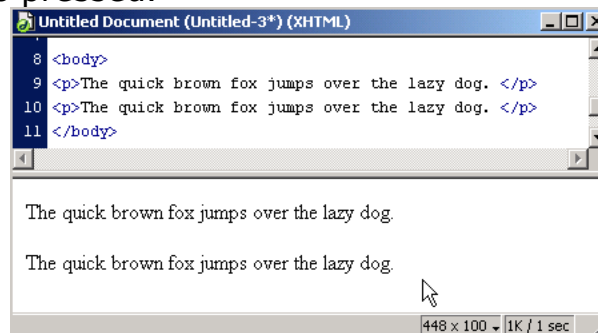 pressed.
Untitled Document (Untitled-3*) (XHTML)
8 <body>
9 <p>The quick brown fox jumps over the lazy dog. </p>
10 <p>The quick brown fox jumps over the lazy dog. </p>
11 </body>
The quick brown fox jumps over the lazy dog.
The quick brown fox jumps over the lazy dog.
448 x 100 1K / 1 sec